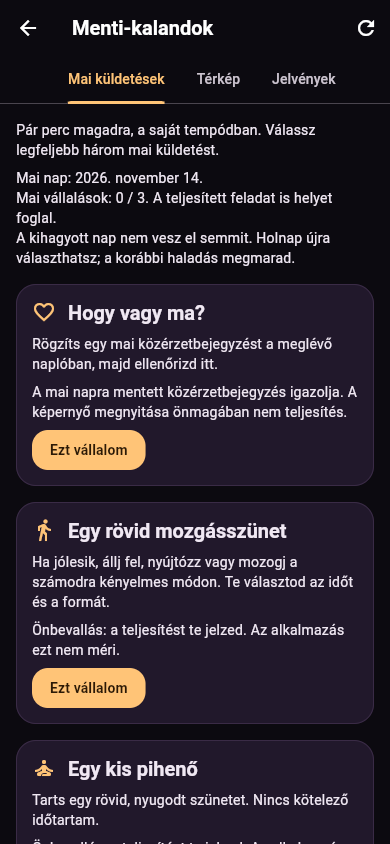 Menti-kalandok
Mai küldetések
Térkép
Jelvények
Pár perc magadra, a saját tempódban. Válassz
legfeljebb három mai küldetést.
Mai nap: 2026. november 14.
Mai vállalások: 0 / 3. A teljesített feladat is helyet
foglal.
A kihagyott nap nem vesz el semmit. Holnap újra
választhatsz; a korábbi haladás megmarad.
Hogy vagy ma?
Rögzíts egy mai közérzetbejegyzést a meglévő
naplóban, majd ellenőrizd itt.
A mai napra mentett közérzetbejegyzés igazolja. A
képernyő megnyitása önmagában nem teljesítés.
Ezt vállalom
Egy rövid mozgásszünet
Ha jólesik, állj fel, nyújtózz vagy mozogj a
számodra kényelmes módon. Te választod az időt
és a formát.
Önbevallás: a teljesítést te jelzed. Az alkalmazás
ezt nem méri.
Ezt vállalom
Egy kis pihenő
Tarts egy rövid, nyugodt szünetet. Nincs kötelező
időtartam.